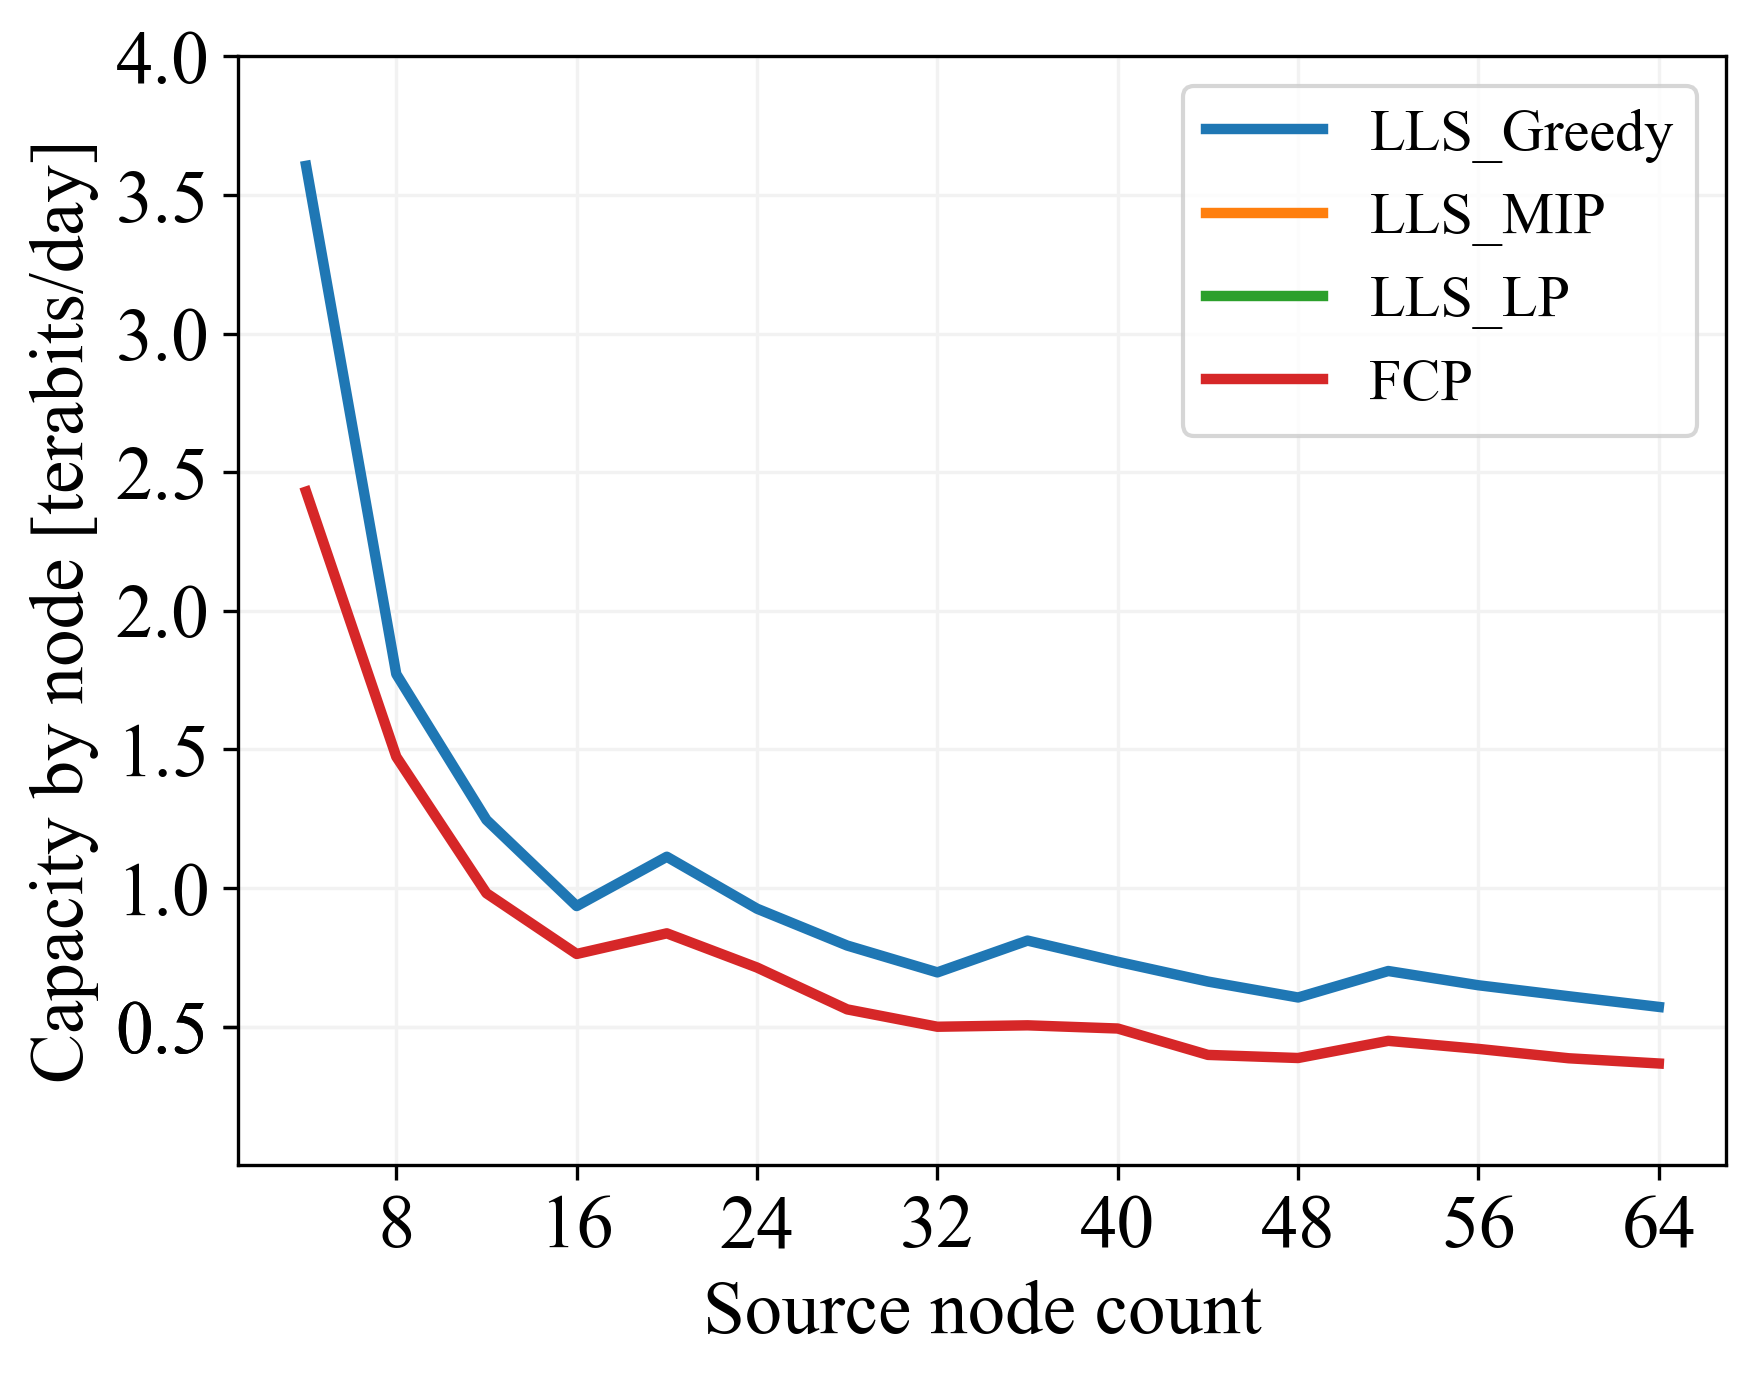 4.0
3.5
3.0
2.5
2.0
1.5
1.0
0.5
Capacity by node [terabits/day]
LLS_Greedy
LLS_MIP
LLS_LP
FCP
8 16 24 32 40 48 56 64
Source node count